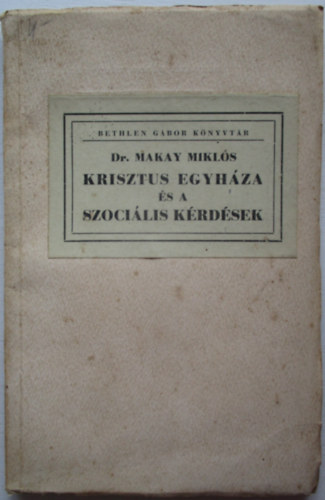 BETHLEN GÁBOR KÖNYVTÁR
Dr. MAKAY MIKLÓS
KRISZTUS EGYHÁZA
ÉS A
SZOCIÁLIS KÉRDÉSEK